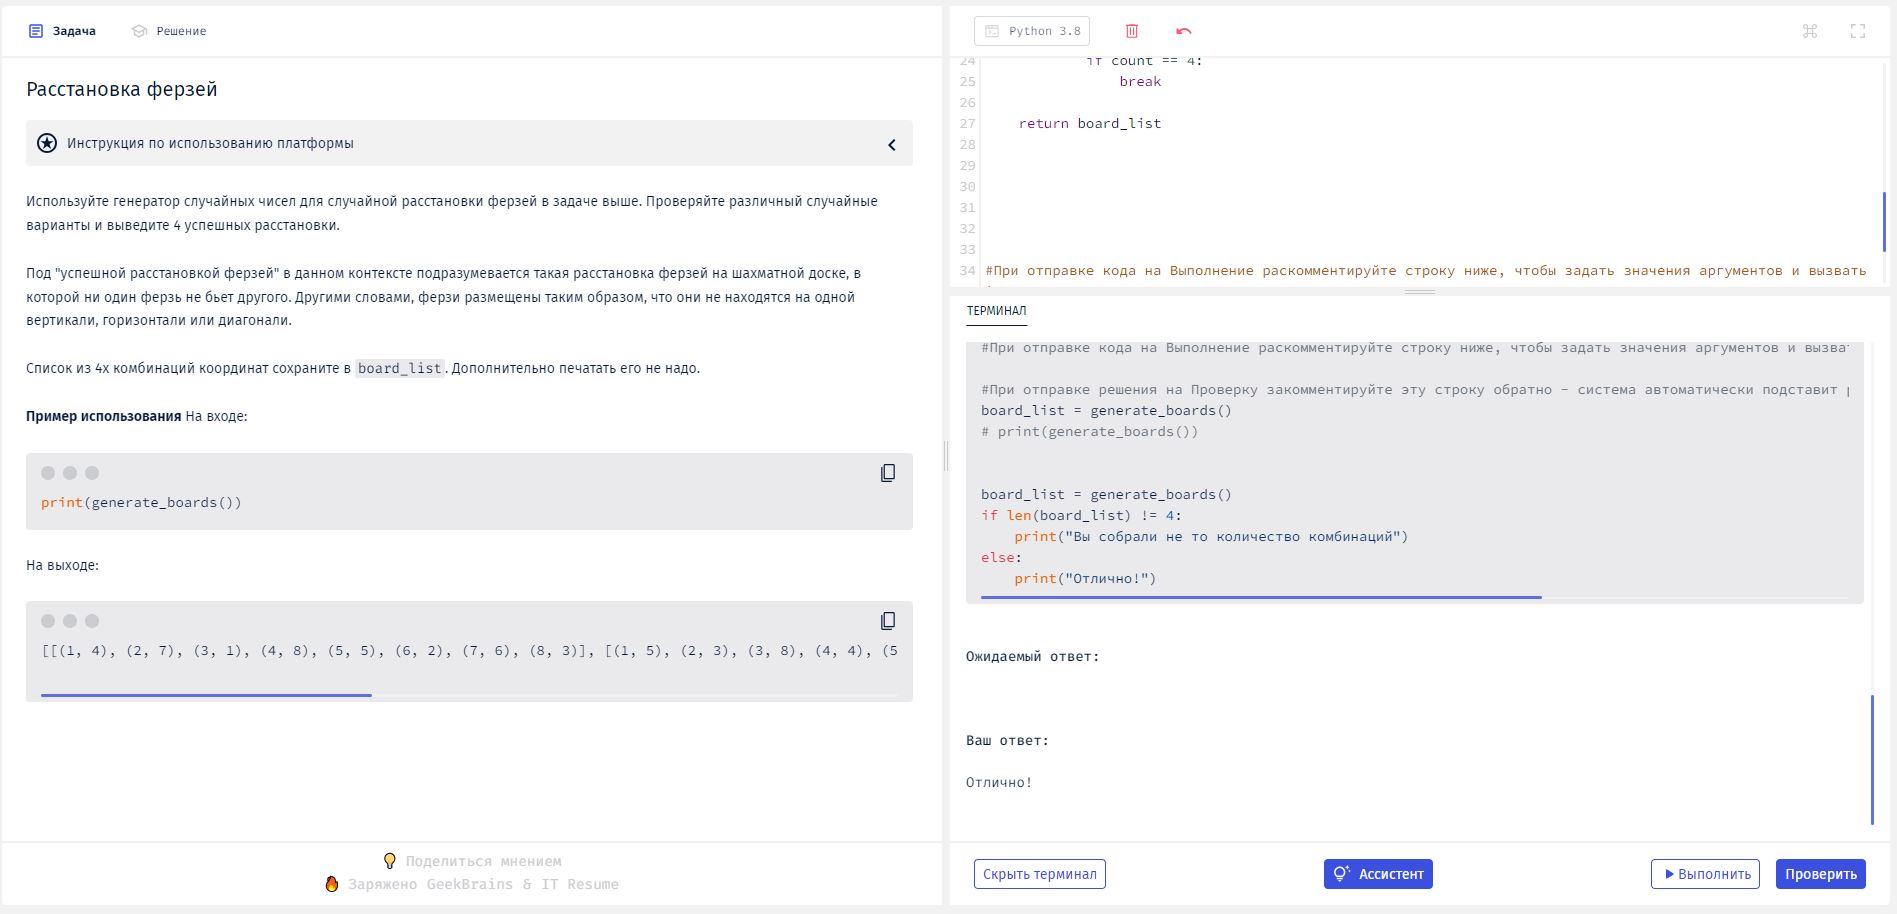 Задача
Решение
Расстановка ферзей
Инструкция по использованию платформы
Используйте генератор случайных чисел для случайной расстановки ферзей в задаче выше. Проверяйте различный случайные
варианты и выведите 4 успешных расстановки.
Под "успешной расстановкой ферзей" в данном контексте подразумевается такая расстановка ферзей на шахматной доске, в
которой ни один ферзь не бьет другого. Другими словами, ферзи размещены таким образом, что они не находятся на одной
вертикали, горизонтали или диагонали.
Список из 4х комбинаций координат сохраните в board_list. Дополнительно печатать его не надо.
Пример использования На входе:
print(generate_boards())
На выходе:
[[(1, 4), (2, 7), (3, 1), (4, 8), (5, 5), (6, 2), (7, 6), (8, 3)], [(1, 5), (2, 3), (3, 8), (4, 4), (5
Поделиться мнением
Заряжено GeekBrains & IT Resume
Python 3.8
24 if count == 4:
25 break
26
27 return board_list
28
29
30
31
32
33
34 #При отправке кода на Выполнение раскомментируйте строку ниже, чтобы задать значения аргументов и вызвать
ТЕРМИНАЛ
#При отправке кода на Выполнение раскомментируйте строку ниже, чтобы задать значения аргументов и вызва
#При отправке решения на Проверку закомментируйте эту строку обратно - система автоматически подставит
board_list = generate_boards()
# print(generate_boards())
board_list = generate_boards()
if len(board_list) != 4:
print("Вы собрали не то количество комбинаций")
else:
print("Отлично!")
Ожидаемый ответ:
Ваш ответ:
Отлично!
Скрыть терминал
Ассистент
Выполнить
Проверить